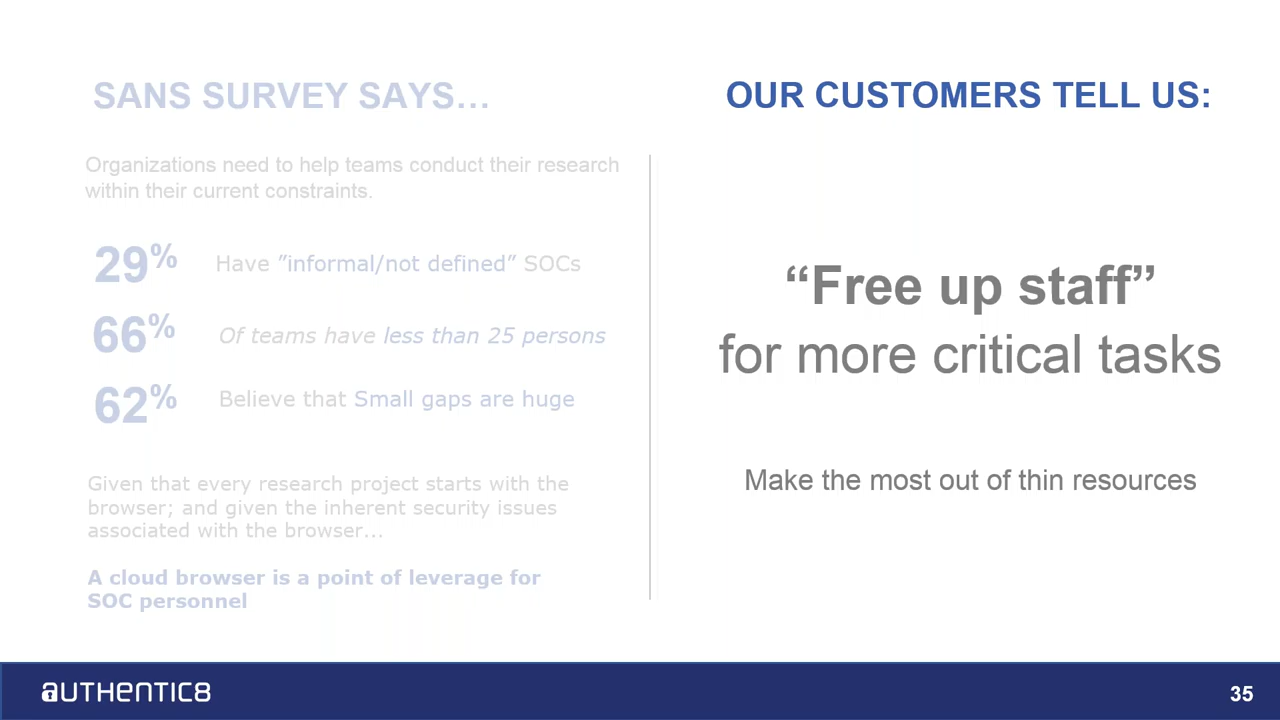 SANS SURVEY SAYS…
Organizations need to help teams conduct their research
within their current constraints.
29% Have ”informal/not defined” SOCs
66% Of teams have less than 25 persons
62% Believe that Small gaps are huge
Given that every research project starts with the
browser; and given the inherent security issues
associated with the browser…
A cloud browser is a point of leverage for
SOC personnel
OUR CUSTOMERS TELL US:
“Free up staff”
for more critical tasks
Make the most out of thin resources
AUTHENTIC8
35